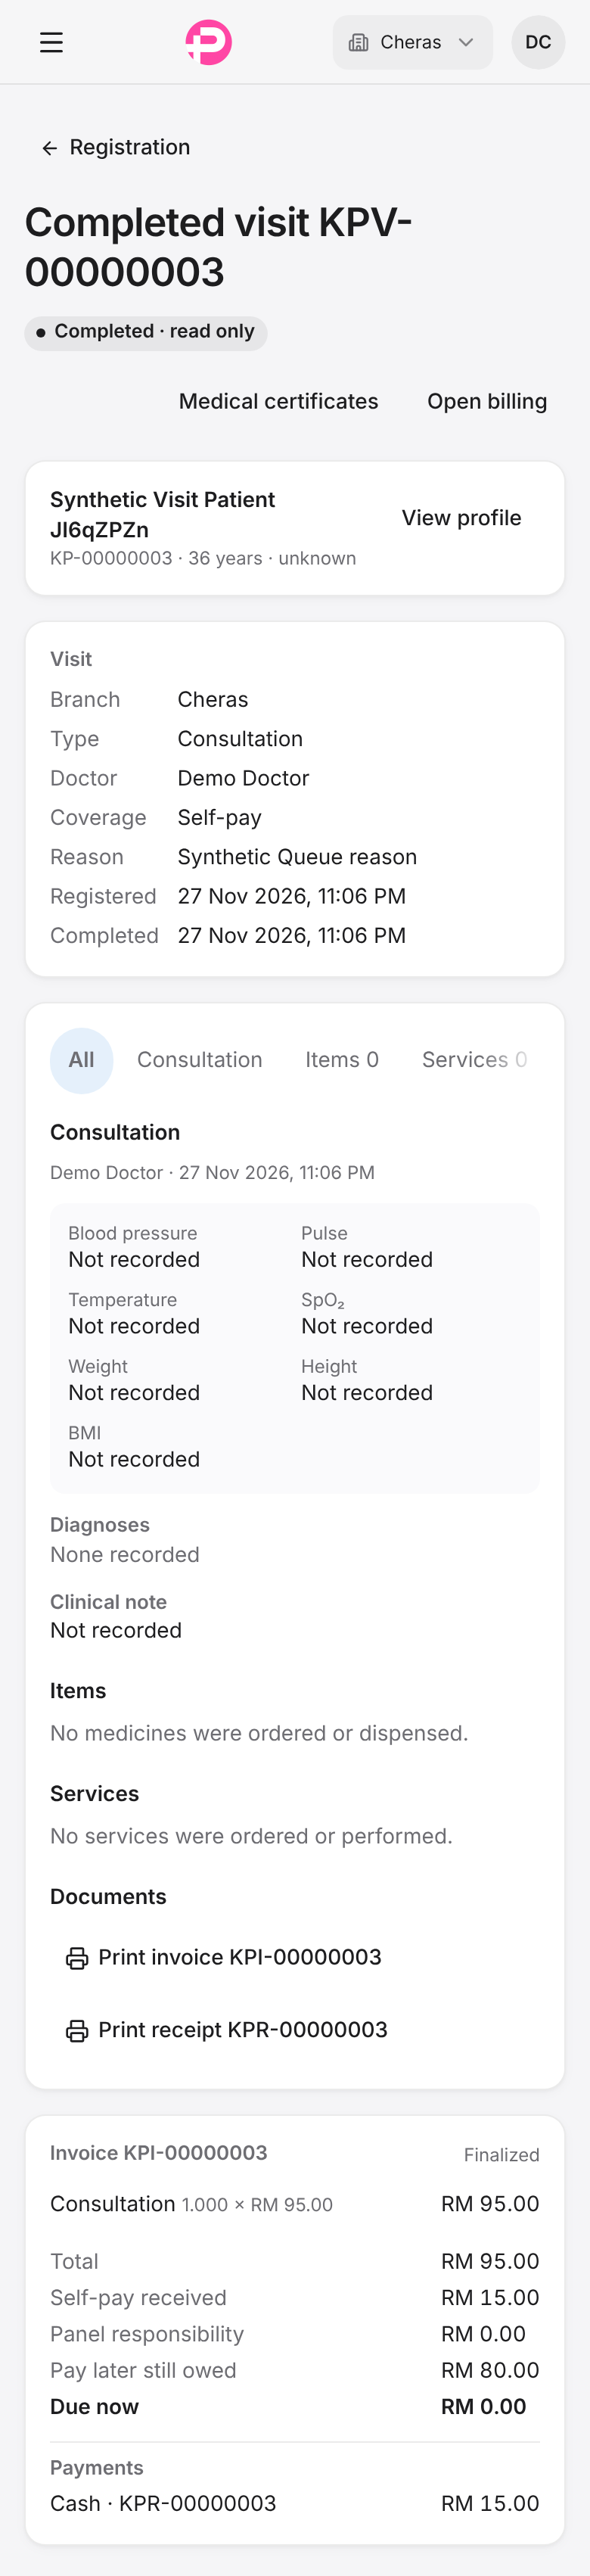 Cheras
DC
Registration
Completed visit KPV-
00000003
Completed · read only
Medical certificates
Open billing
Synthetic Visit Patient
JI6qZPZn
View profile
KP-00000003 · 36 years · unknown
Visit
Branch Cheras
Type Consultation
Doctor Demo Doctor
Coverage Self-pay
Reason Synthetic Queue reason
Registered 27 Nov 2026, 11:06 PM
Completed 27 Nov 2026, 11:06 PM
All Consultation Items 0 Services 0
Consultation
Demo Doctor · 27 Nov 2026, 11:06 PM
Blood pressure Pulse
Not recorded Not recorded
Temperature SpO₂
Not recorded Not recorded
Weight Height
Not recorded Not recorded
BMI
Not recorded
Diagnoses
None recorded
Clinical note
Not recorded
Items
No medicines were ordered or dispensed.
Services
No services were ordered or performed.
Documents
Print invoice KPI-00000003
Print receipt KPR-00000003
Invoice KPI-00000003 Finalized
Consultation 1.000 × RM 95.00 RM 95.00
Total RM 95.00
Self-pay received RM 15.00
Panel responsibility RM 0.00
Pay later still owed RM 80.00
Due now RM 0.00
Payments
Cash · KPR-00000003 RM 15.00